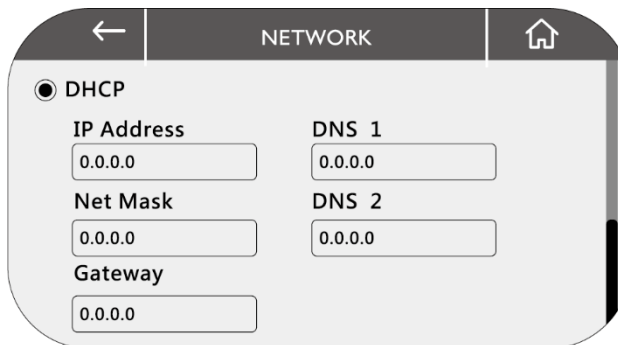 NETWORK
DHCP
IP Address
0.0.0.0
Net Mask
0.0.0.0
Gateway
0.0.0.0
DNS 1
0.0.0.0
DNS 2
0.0.0.0